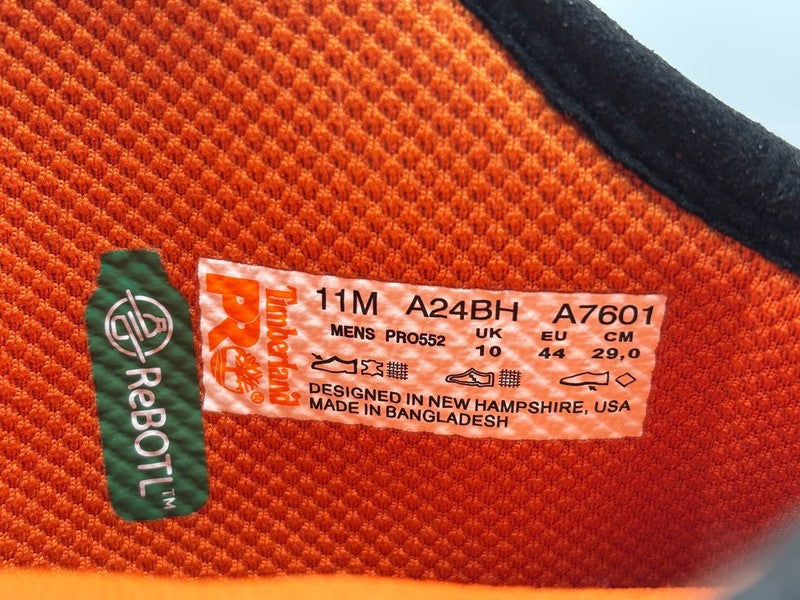 ReBOTL™
Timberland
PRO®
11M A24BH A7601
MENS PRO552 UK EU CM
10 44 29,0
DESIGNED IN NEW HAMPSHIRE, USA
MADE IN BANGLADESH